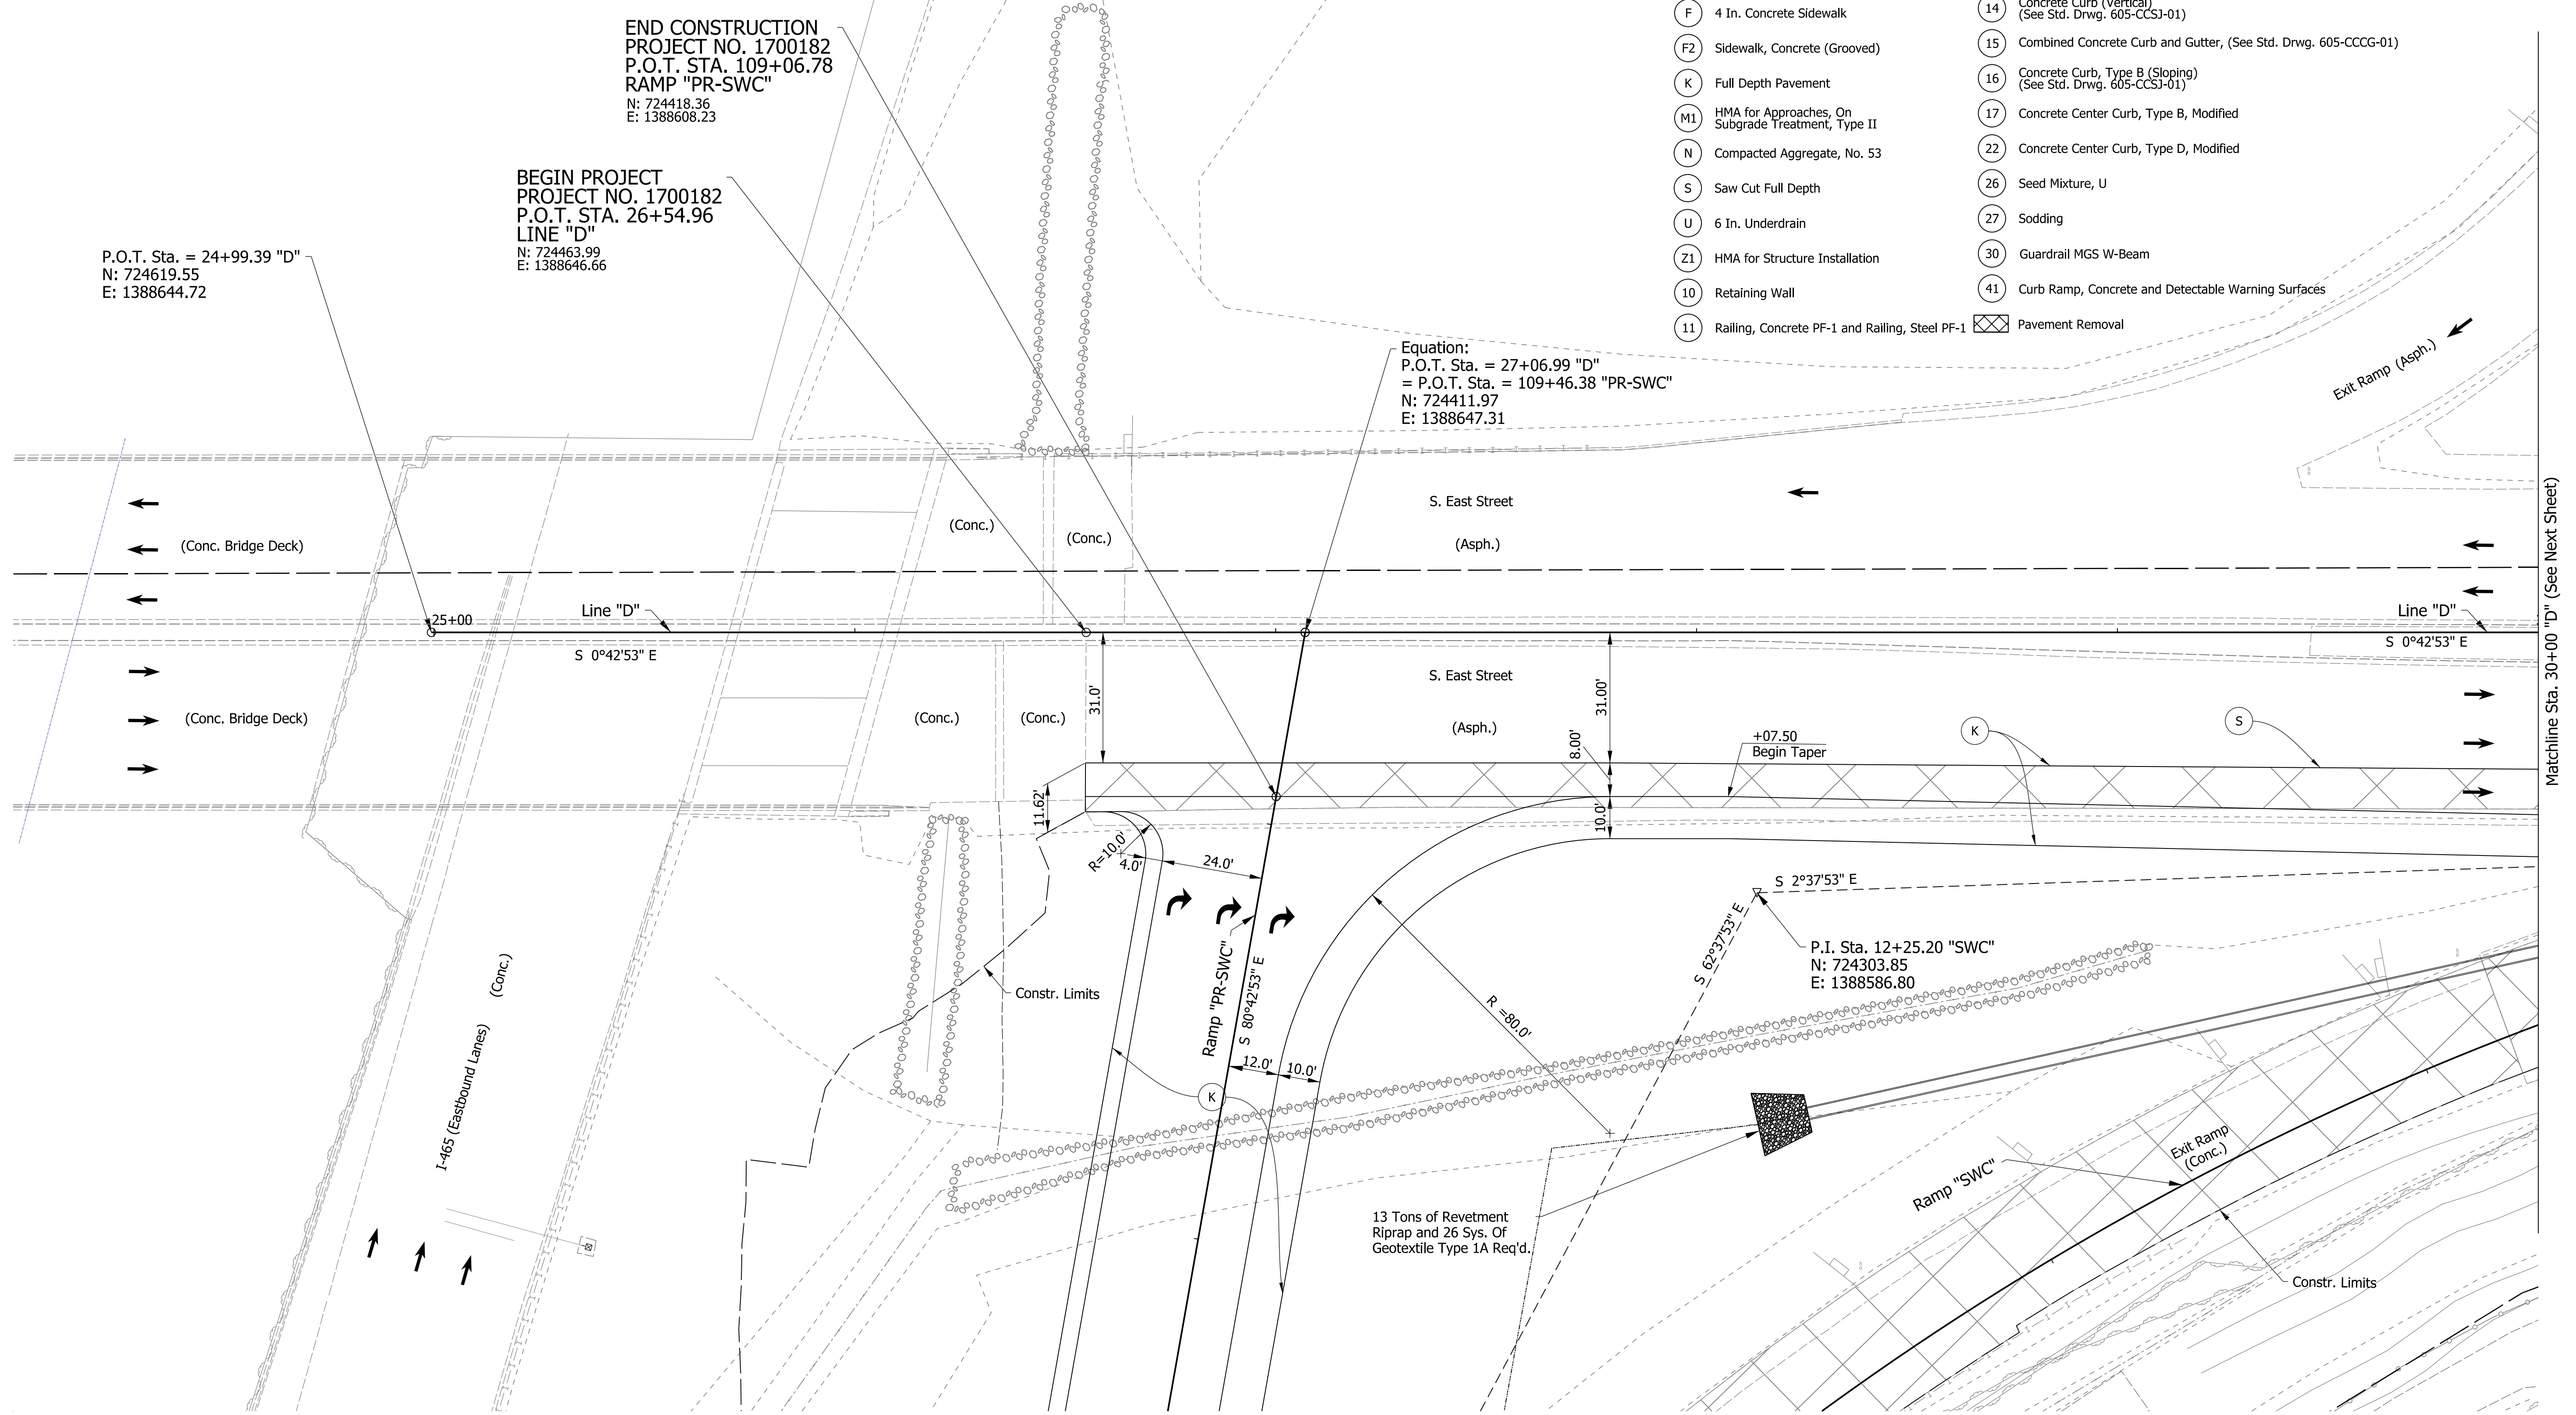 END CONSTRUCTION
PROJECT NO. 1700182
P.O.T. STA. 109+06.78
RAMP "PR-SWC"
N: 724418.36
E: 1388608.23
BEGIN PROJECT
PROJECT NO. 1700182
P.O.T. STA. 26+54.96
LINE "D"
N: 724463.99
E: 1388646.66
P.O.T. Sta. = 24+99.39 "D"
N: 724619.55
E: 1388644.72
F 4 In. Concrete Sidewalk
F2 Sidewalk, Concrete (Grooved)
K Full Depth Pavement
M1 HMA for Approaches, On
Subgrade Treatment, Type II
N Compacted Aggregate, No. 53
S Saw Cut Full Depth
U 6 In. Underdrain
Z1 HMA for Structure Installation
10 Retaining Wall
11 Railing, Concrete PF-1 and Railing, Steel PF-1
14 Concrete Curb (Vertical)
(See Std. Drwg. 605-CCSJ-01)
15 Combined Concrete Curb and Gutter, (See Std. Drwg. 605-CCCG-01)
16 Concrete Curb, Type B (Sloping)
(See Std. Drwg. 605-CCSJ-01)
17 Concrete Center Curb, Type B, Modified
22 Concrete Center Curb, Type D, Modified
26 Seed Mixture, U
27 Sodding
30 Guardrail MGS W-Beam
41 Curb Ramp, Concrete and Detectable Warning Surfaces
Pavement Removal
Equation:
P.O.T. Sta. = 27+06.99 "D"
= P.O.T. Sta. = 109+46.38 "PR-SWC"
N: 724411.97
E: 1388647.31
Exit Ramp (Asph.)
S. East Street
(Asph.)
(Conc.)
(Conc.)
(Conc. Bridge Deck)
25+00
Line "D"
S 0°42'53" E
Line "D"
S 0°42'53" E
Matchline Sta. 30+00 "D" (See Next Sheet)
(Conc. Bridge Deck)
(Conc.)
(Conc.)
31.0'
S. East Street
(Asph.)
31.00'
8.00'
+07.50
Begin Taper
K
S
11.62'
R=10.0'
4.0'
24.0'
10.0'
S 2°37'53" E
S 62°37'53" E
P.I. Sta. 12+25.20 "SWC"
N: 724303.85
E: 1388586.80
Constr. Limits
Ramp "PR-SWC"
S 80°42'53" E
R =80.0'
12.0'
10.0'
K
I-465 (Eastbound Lanes) (Conc.)
13 Tons of Revetment
Riprap and 26 Sys. Of
Geotextile Type 1A Req'd.
Ramp "SWC"
Exit Ramp
(Conc.)
Constr. Limits